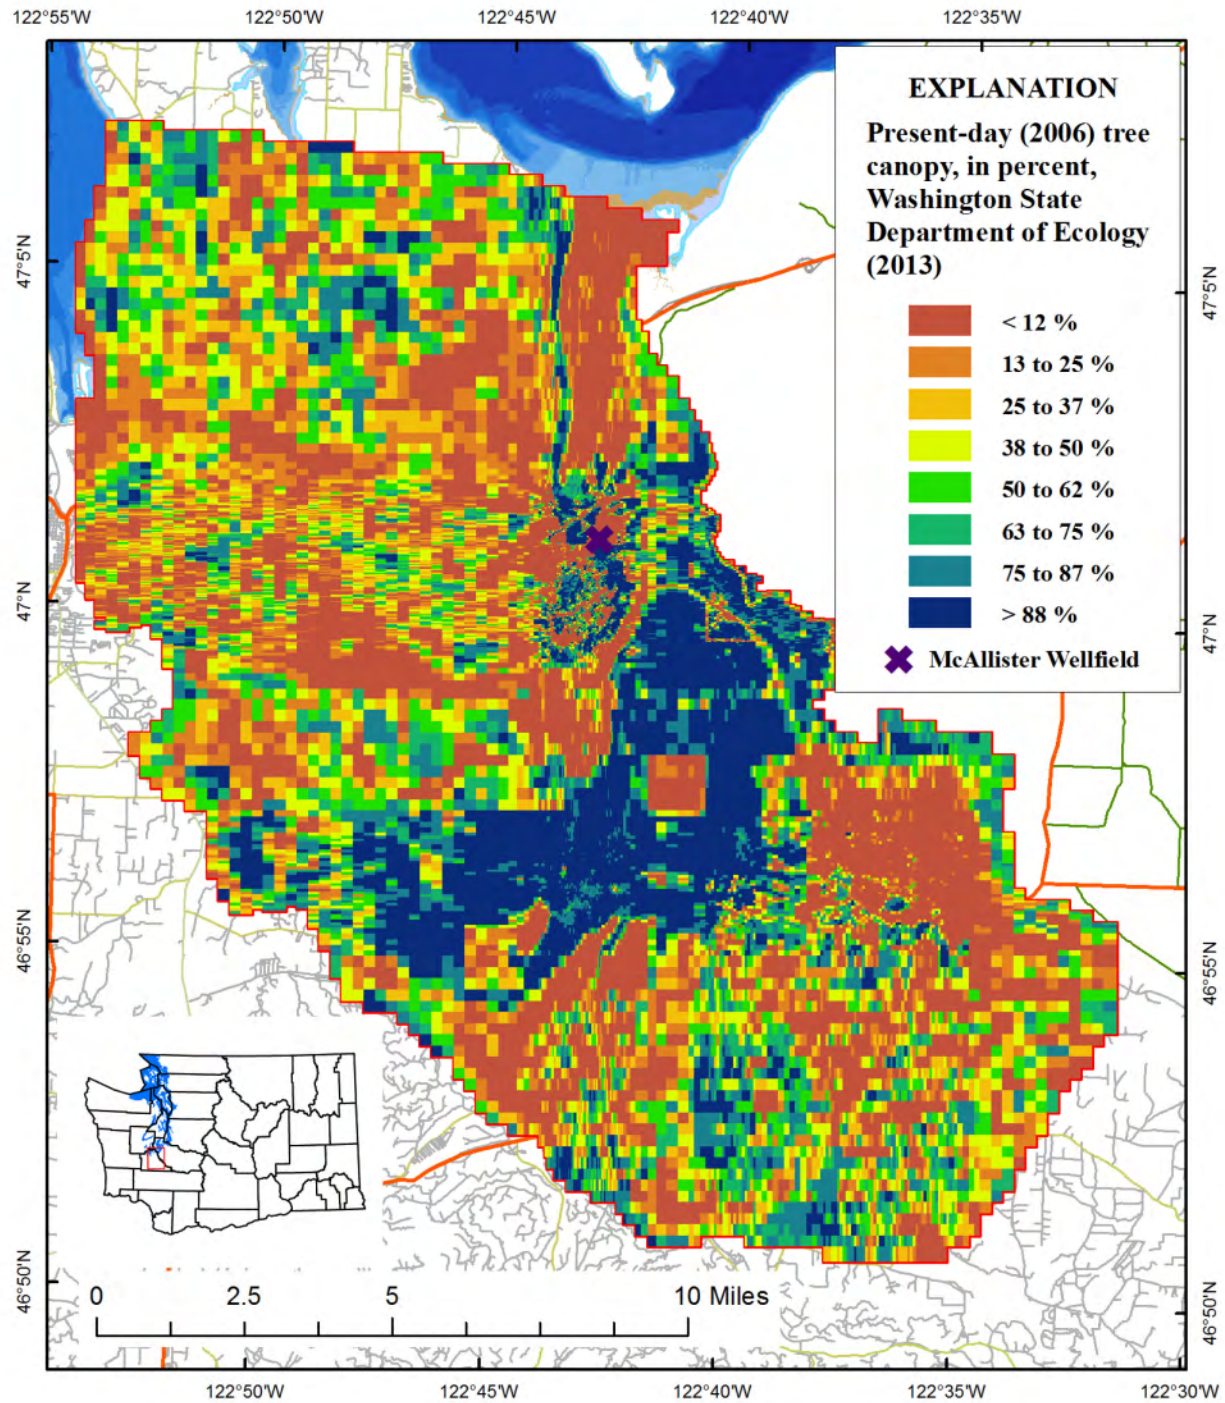 122°55'W 122°50'W 122°45'W 122°40'W 122°35'W
EXPLANATION
Present-day (2006) tree
canopy, in percent,
Washington State
Department of Ecology
(2013)
< 12 %
13 to 25 %
25 to 37 %
38 to 50 %
50 to 62 %
63 to 75 %
75 to 87 %
> 88 %
McAllister Wellfield
47°5'N
47°N
46°55'N
46°50'N
47°5'N
47°N
46°55'N
46°50'N
0 2.5 5 10 Miles
122°50'W 122°45'W 122°40'W 122°35'W 122°30'W